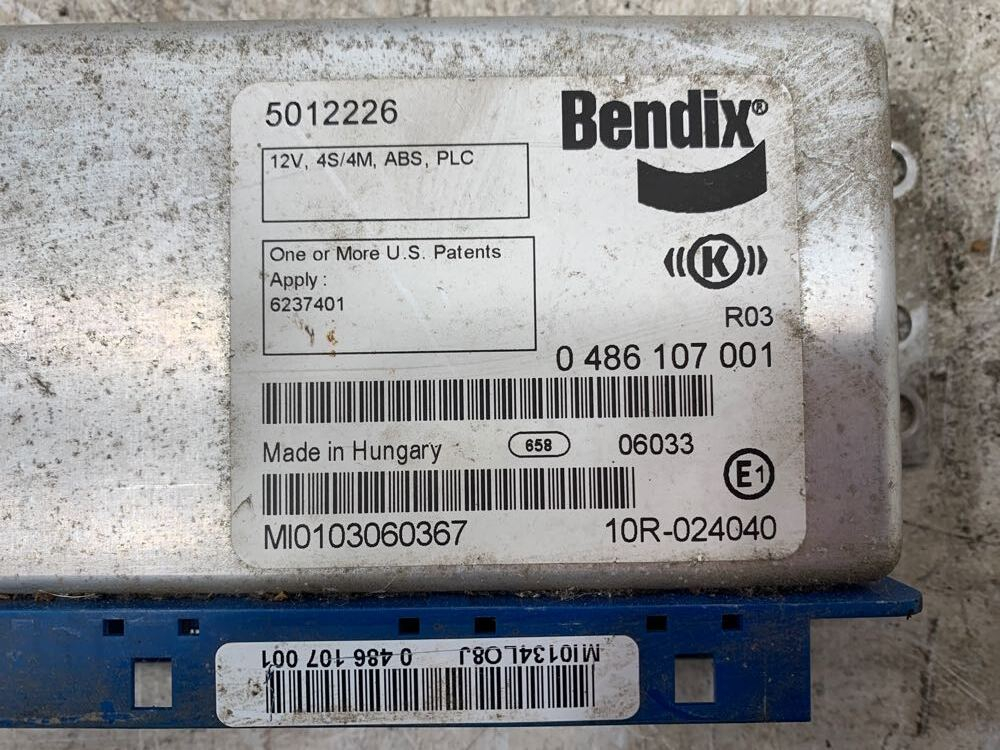 5012226
Bendix®
12V, 4S/4M, ABS, PLC
One or More U.S. Patents
Apply :
6237401
K
R03
0 486 107 001
Made in Hungary
658
06033
E1
MI0103060367
10R-024040
MI0134LO8J 0 486 107 001